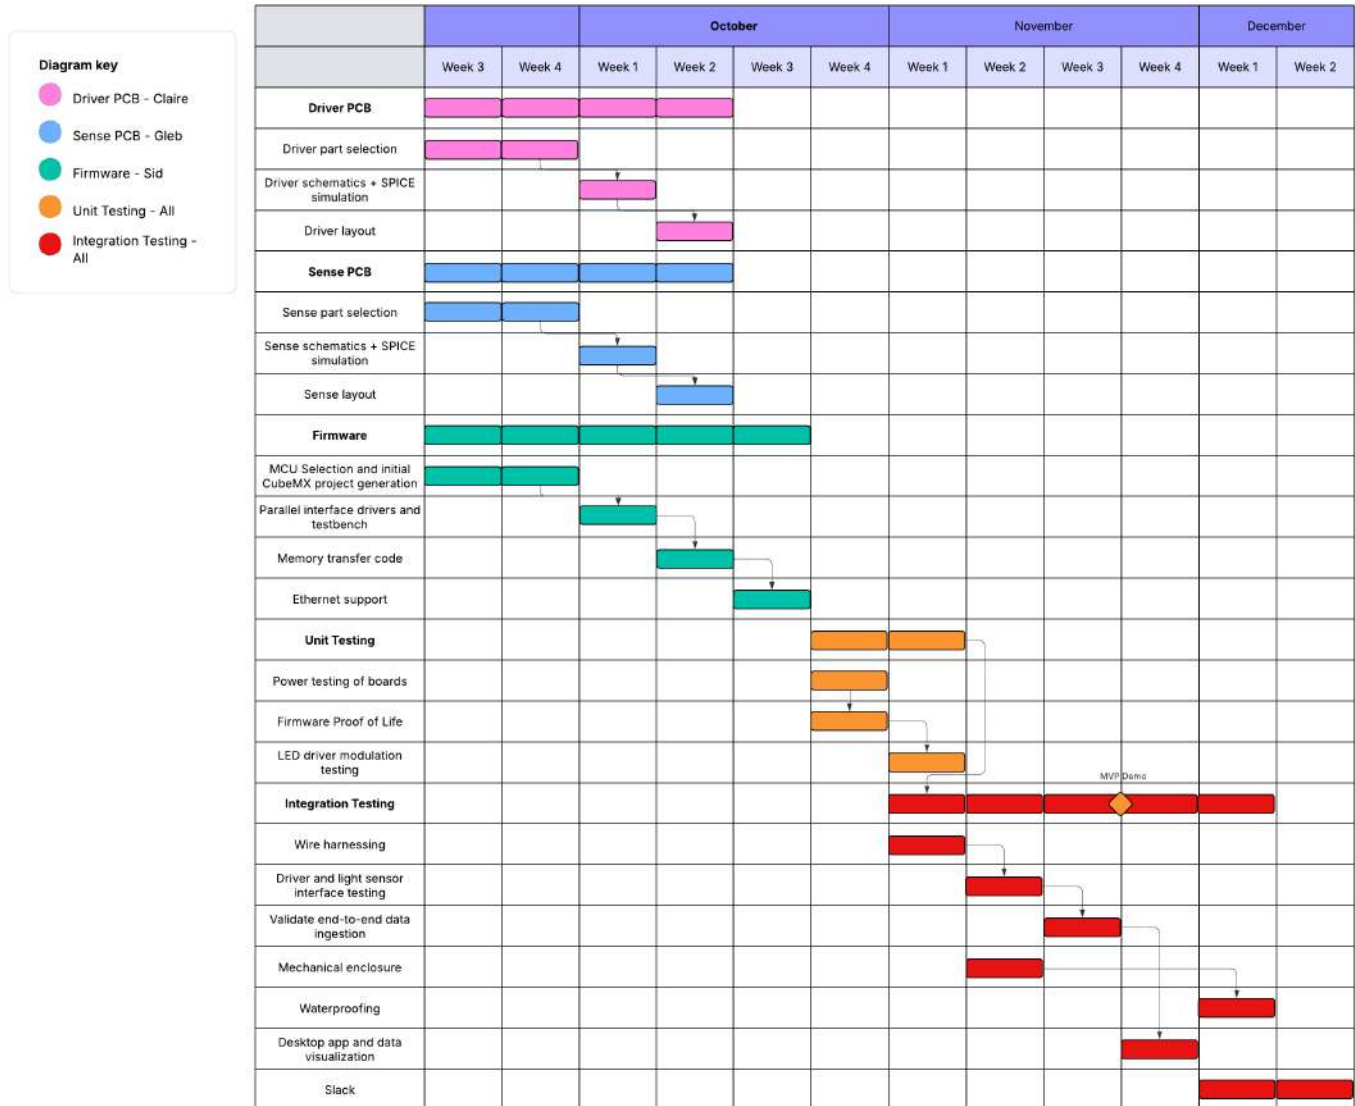 October
November
December
Week 3
Week 4
Week 1
Week 2
Week 3
Week 4
Week 1
Week 2
Week 3
Week 4
Week 1
Week 2
Diagram key
Driver PCB - Claire
Sense PCB - Gleb
Firmware - Sid
Unit Testing - All
Integration Testing -
All
Driver PCB
Driver part selection
Driver schematics + SPICE
simulation
Driver layout
Sense PCB
Sense part selection
Sense schematics + SPICE
simulation
Sense layout
Firmware
MCU Selection and initial
CubeMX project generation
Parallel interface drivers and
testbench
Memory transfer code
Ethernet support
Unit Testing
Power testing of boards
Firmware Proof of Life
LED driver modulation
testing
MVP Demo
Integration Testing
Wire harnessing
Driver and light sensor
interface testing
Validate end-to-end data
ingestion
Mechanical enclosure
Waterproofing
Desktop app and data
visualization
Slack